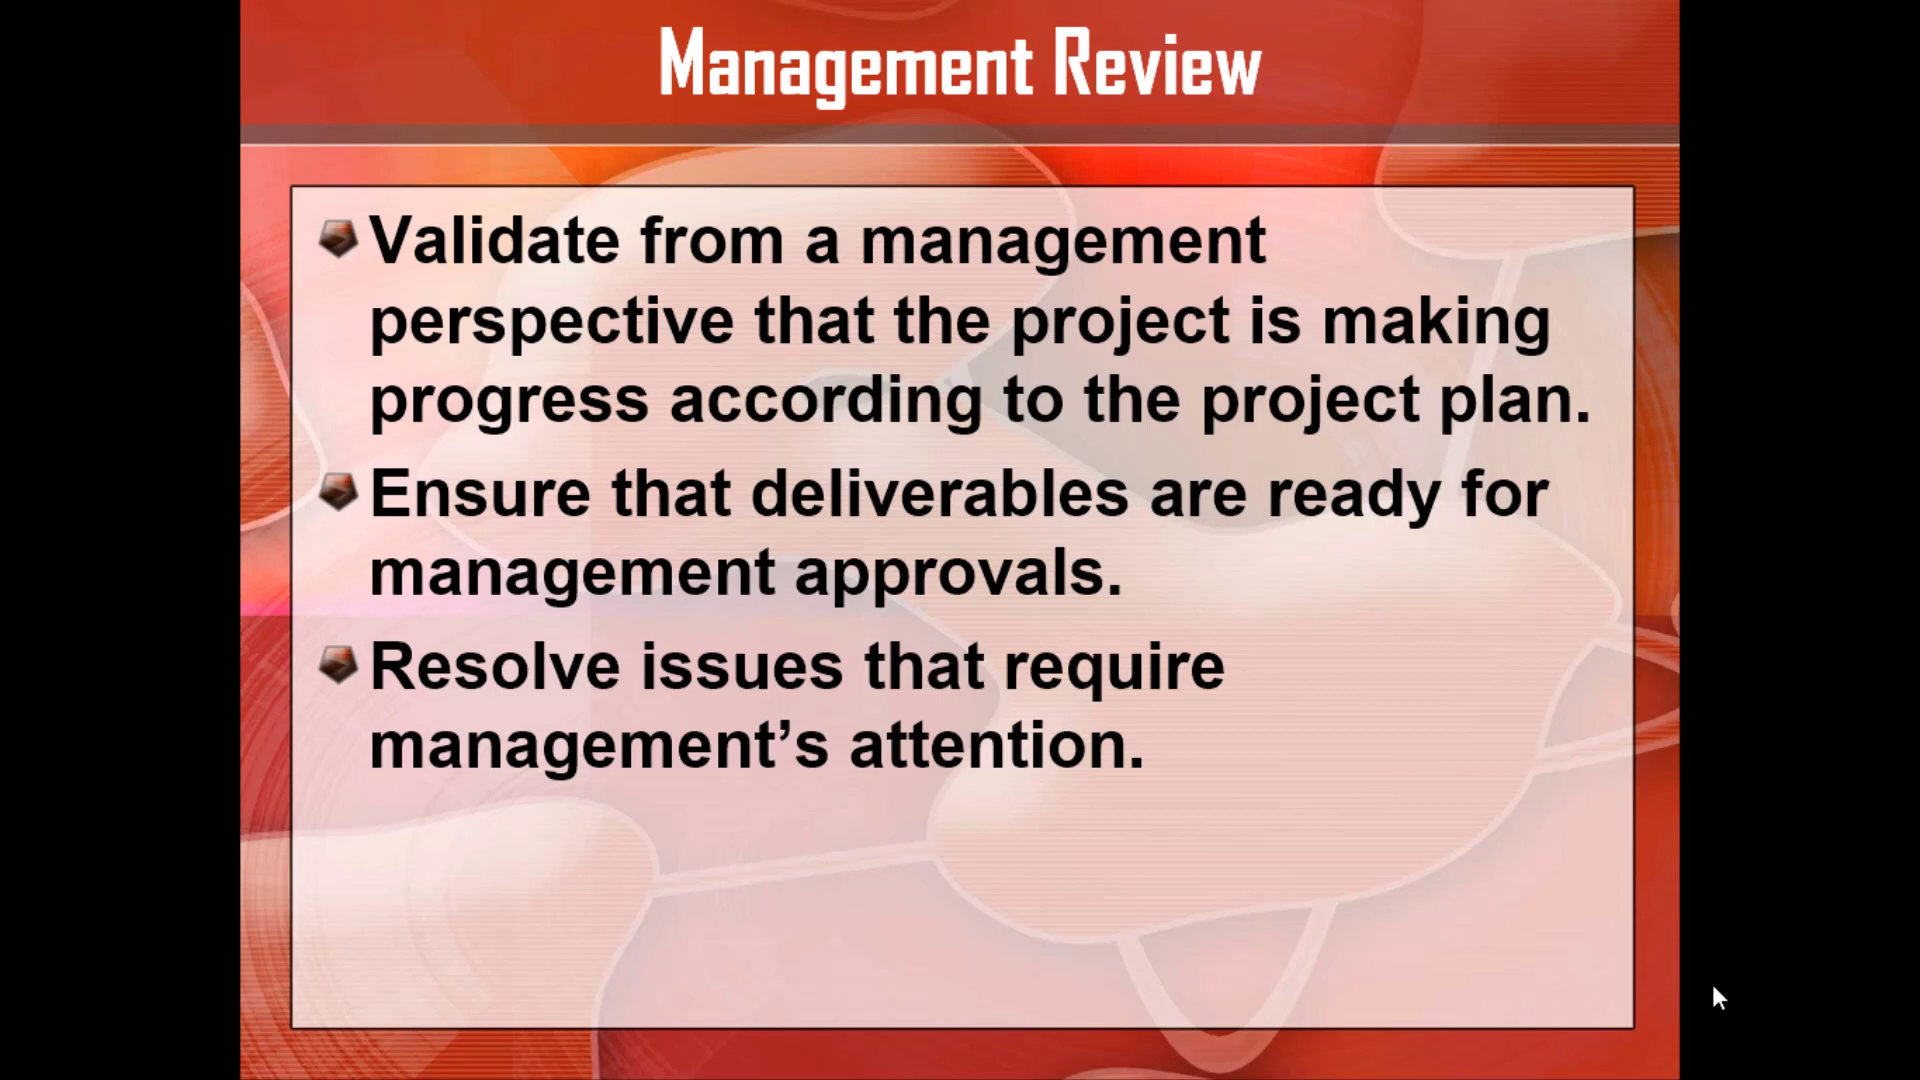 Management Review
Validate from a management
perspective that the project is making
progress according to the project plan.
Ensure that deliverables are ready for
management approvals.
Resolve issues that require
management’s attention.